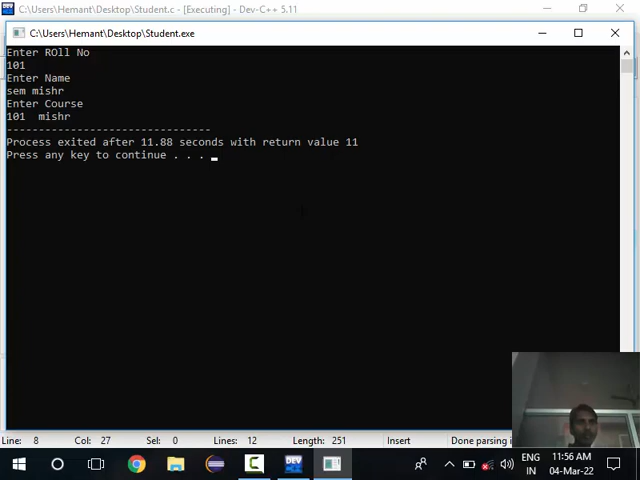 C:\Users\Hemant\Desktop\Student.c - [Executing] - Dev-C++ 5.11
C:\Users\Hemant\Desktop\Student.exe
Enter ROll No
101
Enter Name
sem mishr
Enter Course
101  mishr
--------------------------------
Process exited after 11.88 seconds with return value 11
Press any key to continue . . .
Line: 8 Col: 27 Sel: 0 Lines: 12 Length: 251 Insert Done parsing
DEV
ENG 11:56 AM
IN 04-Mar-22